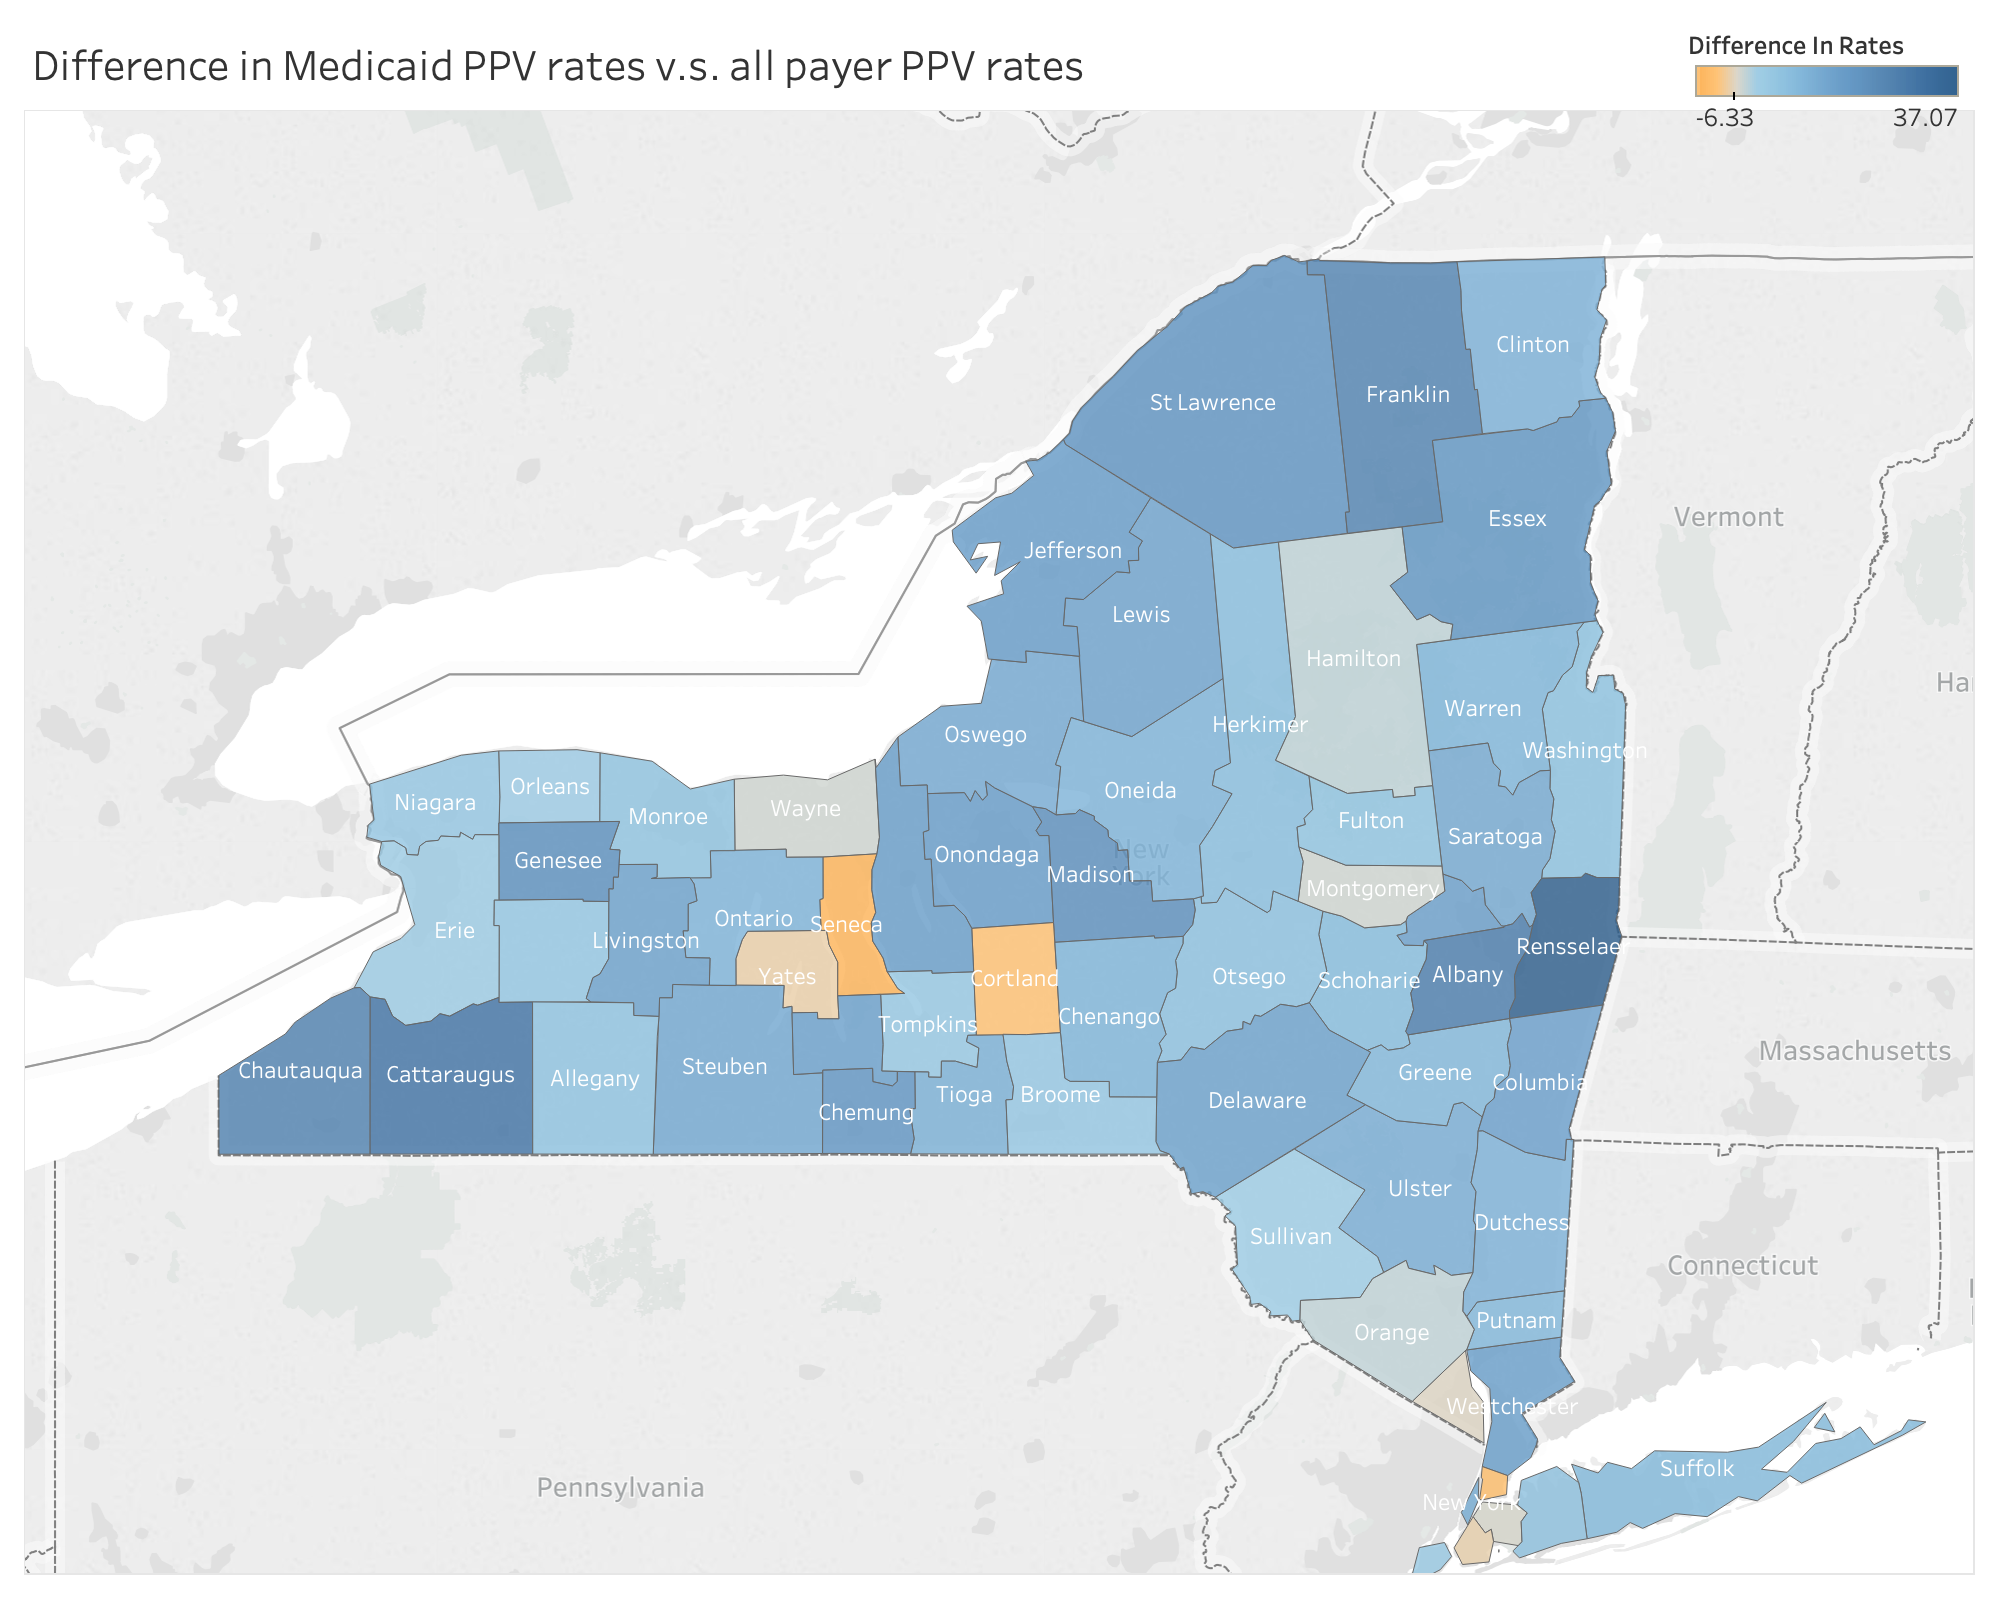 Difference in Medicaid PPV rates v.s. all payer PPV rates
Difference In Rates
-6.33 37.07
Clinton
Franklin
St Lawrence
Essex
Vermont
Jefferson
Lewis
Hamilton
Warren
Herkimer
Oswego
Washington
Orleans
Oneida
Niagara
Wayne
Monroe
Fulton
Saratoga
New
Onondaga
Genesee
Madison
Montgomery
Ontario
Seneca
Erie
Livingston
Rensselae
Yates
Cortland
Otsego
Schoharie
Albany
Chenango
Tompkins
Massachusetts
Steuben
Chautauqua
Cattaraugus
Allegany
Greene
Columbia
Tioga
Broome
Delaware
Chemung
Ulster
Dutchess
Sullivan
Connecticut
Putnam
Orange
Westchester
Suffolk
Pennsylvania
New York